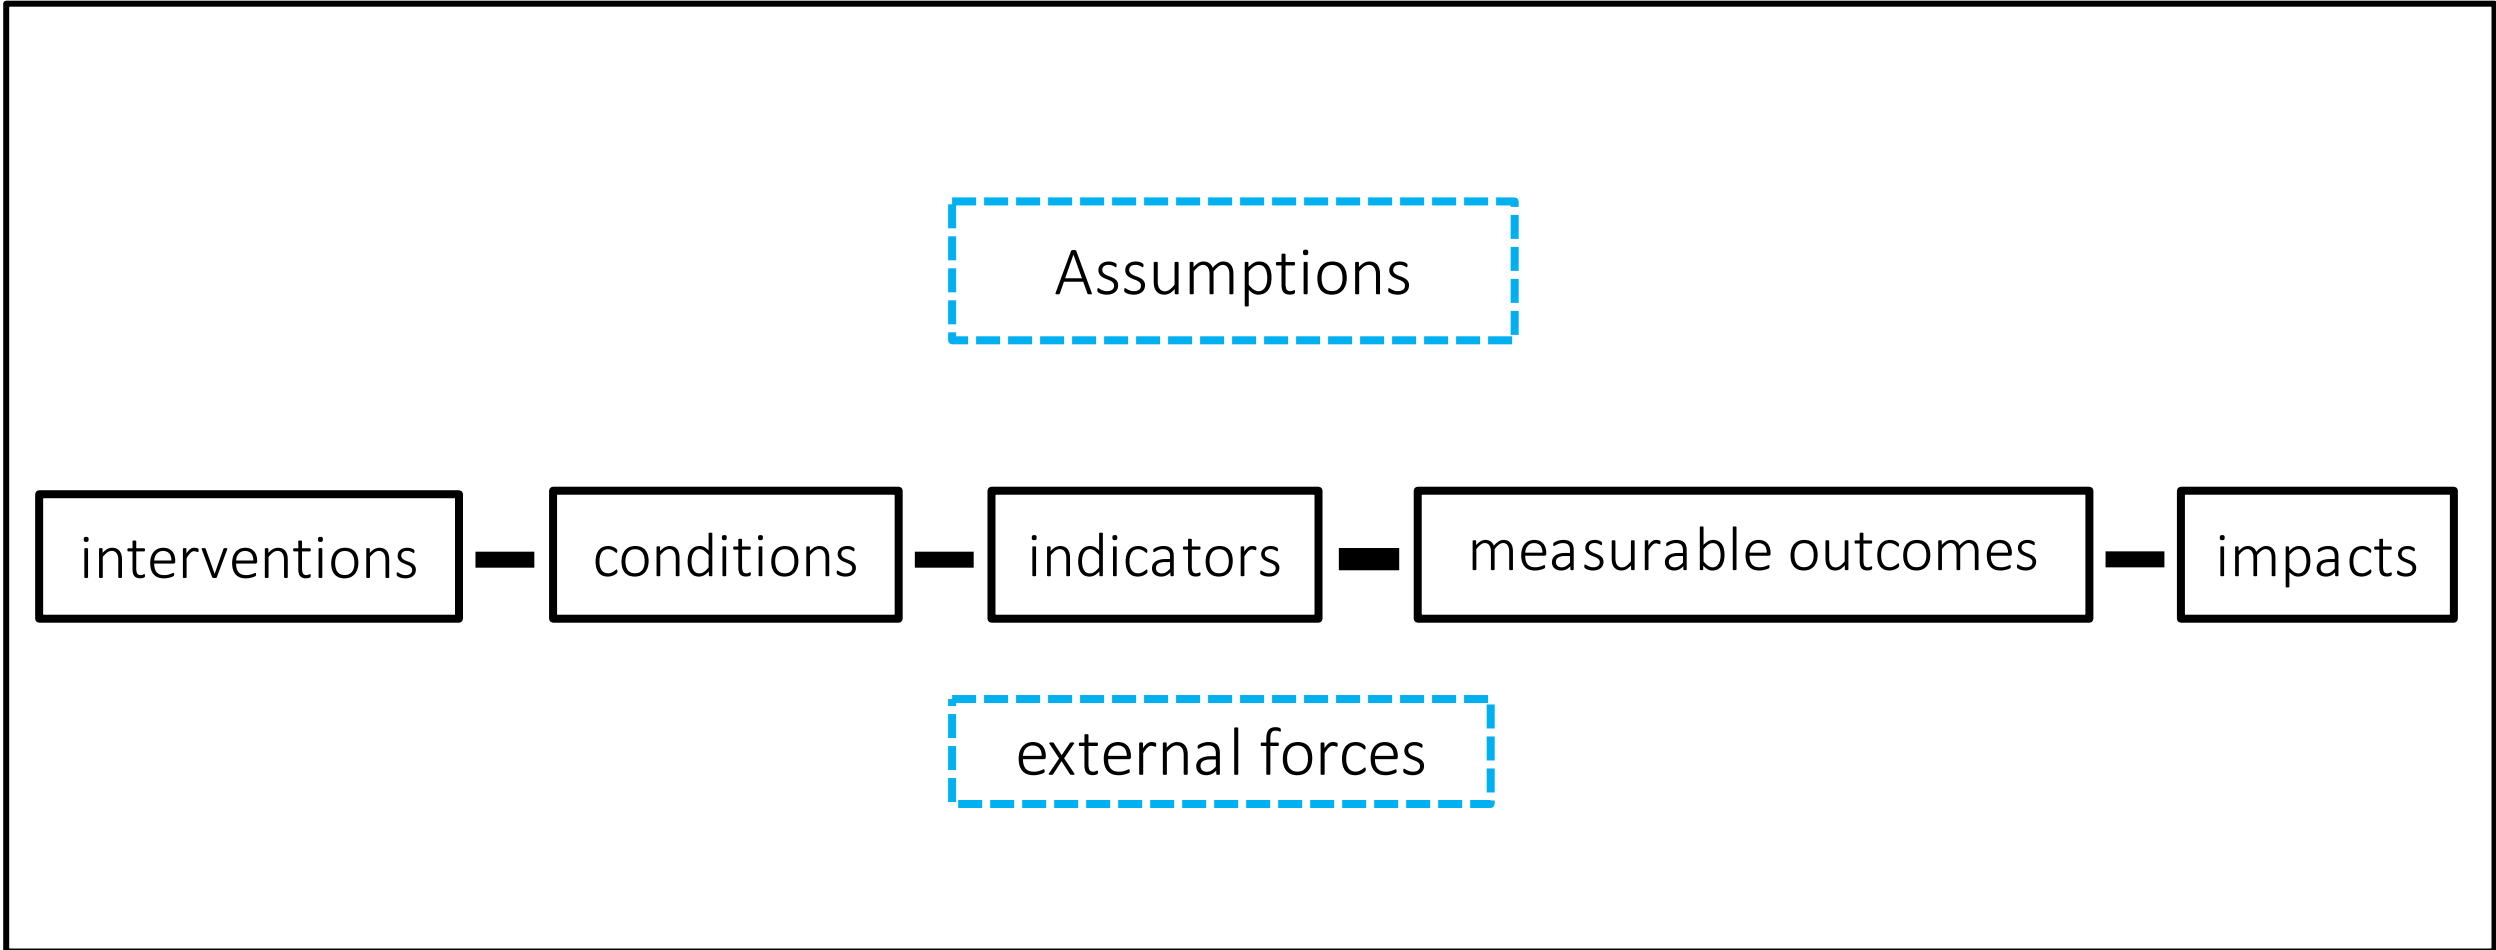 Assumptions
interventions
conditions
indicators
measurable outcomes
impacts
external forces